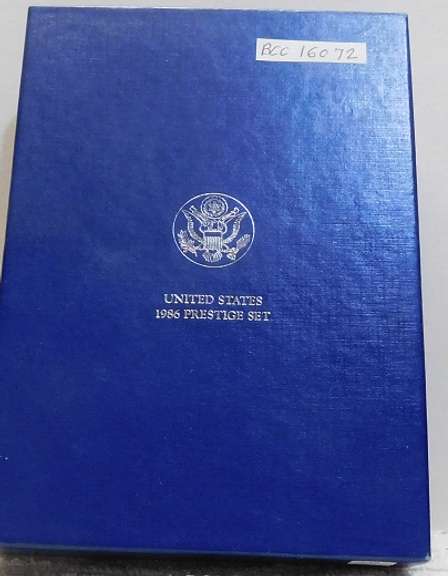 BCC 16072
UNITED STATES
1986 PRESTIGE SET